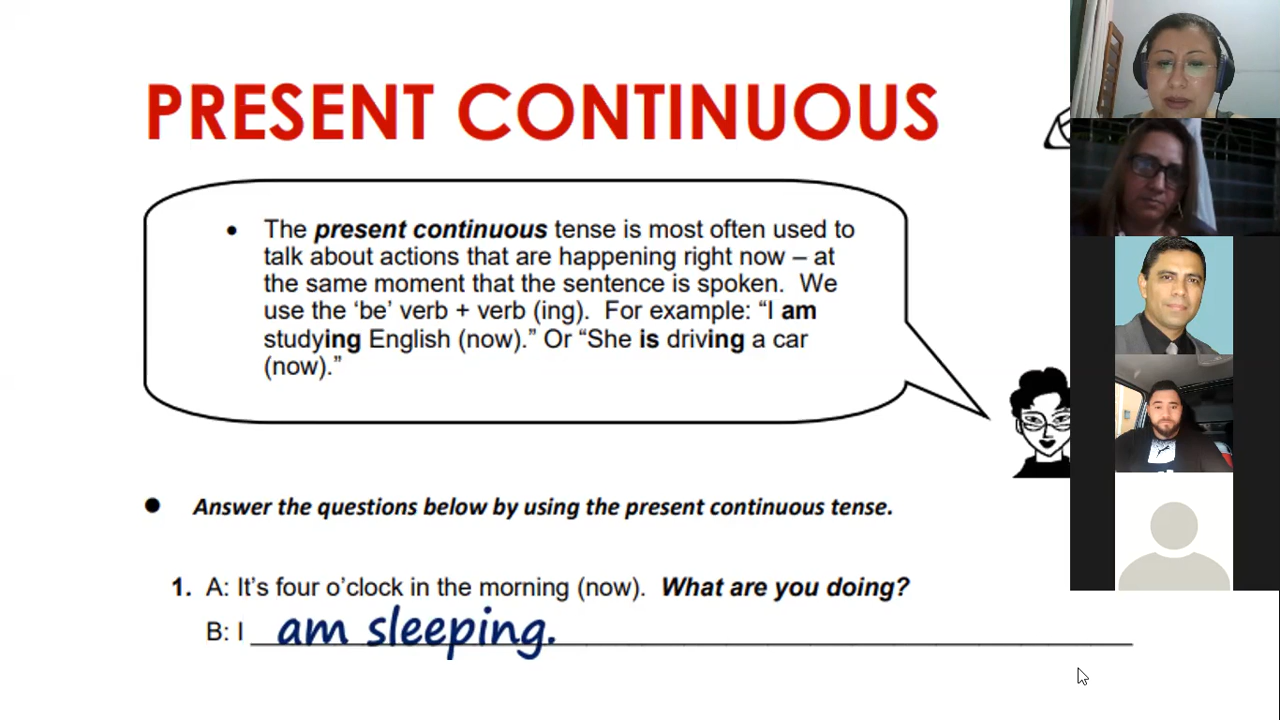 PRESENT CONTINUOUS
• The present continuous tense is most often used to
talk about actions that are happening right now – at
the same moment that the sentence is spoken. We
use the ‘be’ verb + verb (ing). For example: “I am
studying English (now).” Or “She is driving a car
(now).”
● Answer the questions below by using the present continuous tense.
1. A: It’s four o’clock in the morning (now). What are you doing?
B: I am sleeping.